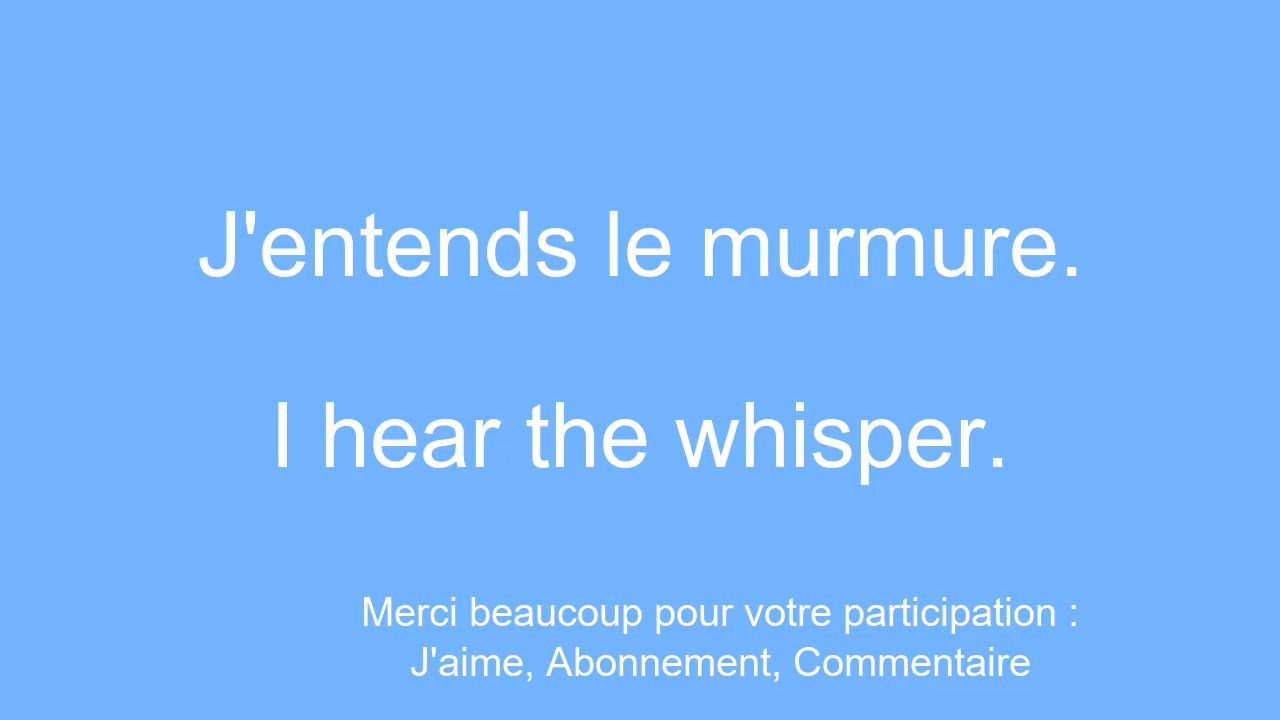 J'entends le murmure.
I hear the whisper.
Merci beaucoup pour votre participation :
J'aime, Abonnement, Commentaire